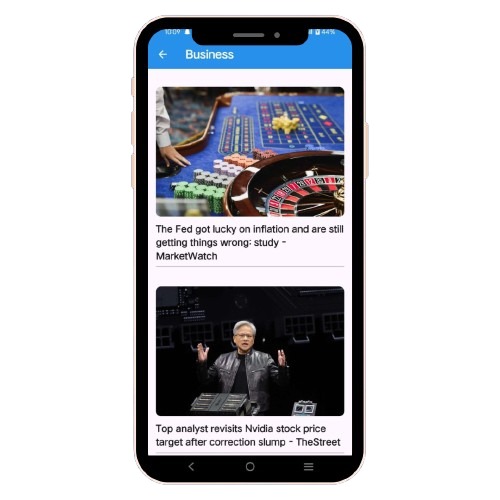 10:09
44%
Business
The Fed got lucky on inflation and are still
getting things wrong: study -
MarketWatch
Top analyst revisits Nvidia stock price
target after correction slump - TheStreet